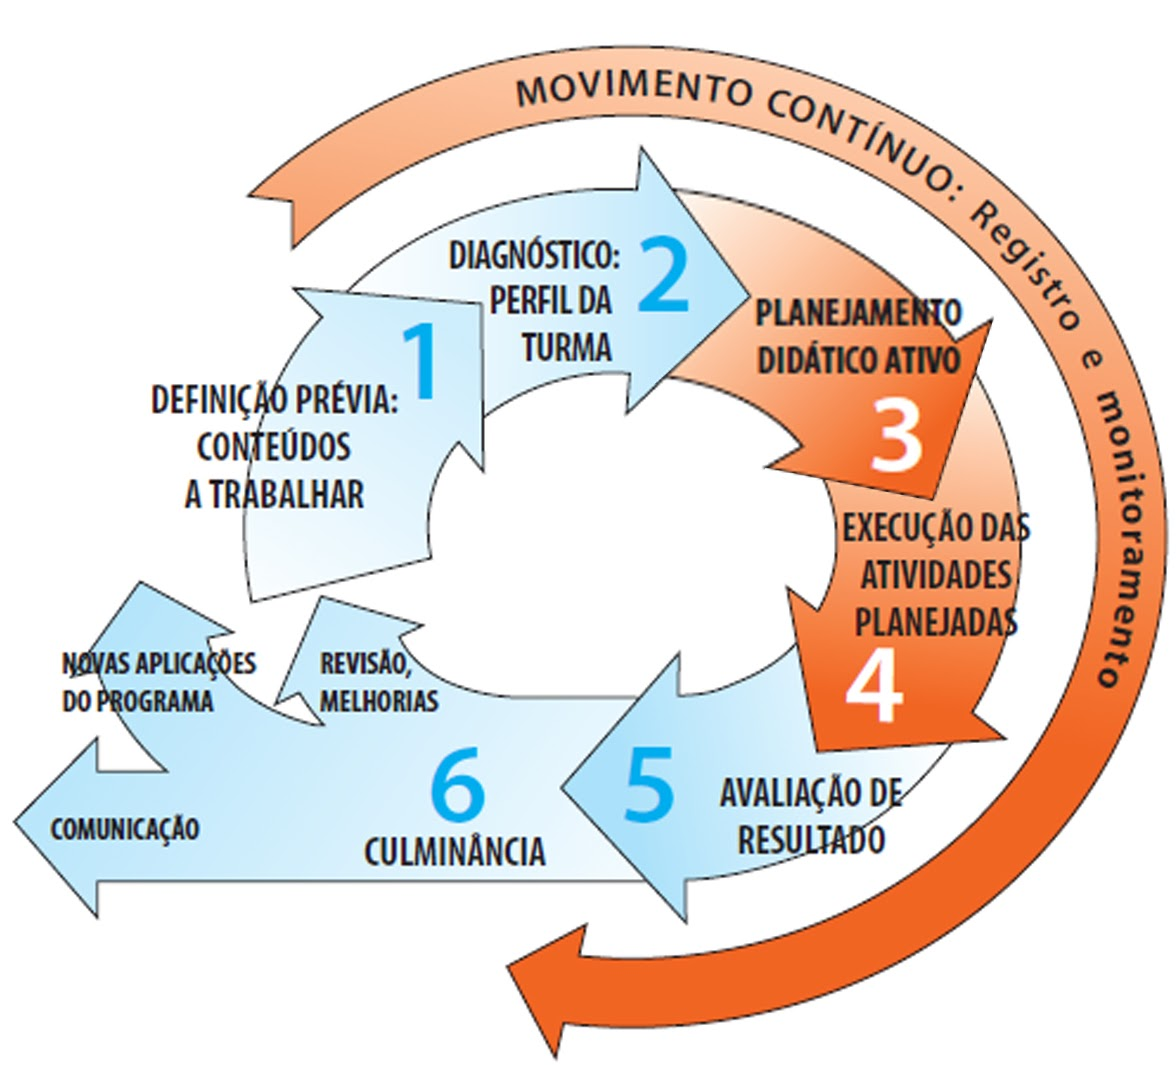 MOVIMENTO CONTÍNUO: Registro e monitoramento
1
DEFINIÇÃO PRÉVIA:
CONTEÚDOS
A TRABALHAR
2
DIAGNÓSTICO:
PERFIL DA
TURMA
PLANEJAMENTO
DIDÁTICO ATIVO
3
EXECUÇÃO DAS
ATIVIDADES
PLANEJADAS
4
5
AVALIAÇÃO DE
RESULTADO
6
CULMINÂNCIA
REVISÃO,
MELHORIAS
NOVAS APLICAÇÕES
DO PROGRAMA
COMUNICAÇÃO